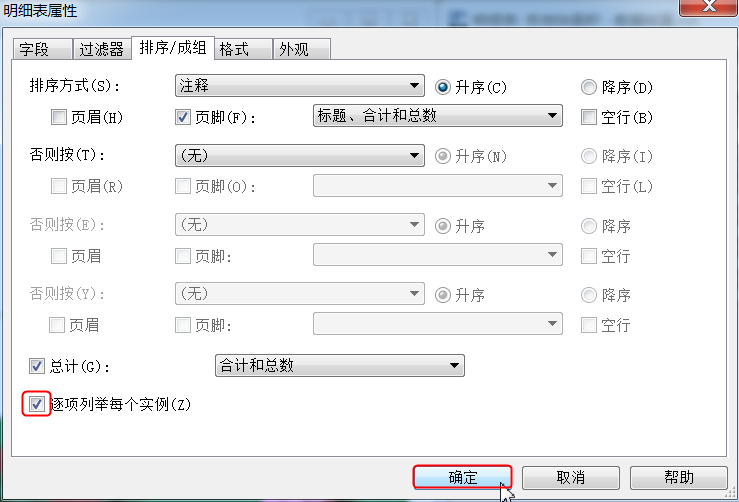 明细表属性
字段 过滤器 排序/成组 格式 外观
排序方式(S): 注释 升序(C) 降序(D)
页眉(H) 页脚(F): 标题、合计和总数 空行(B)
否则按(T): (无) 升序(N) 降序(I)
页眉(R) 页脚(O): 空行(L)
否则按(E): (无) 升序 降序
页眉 页脚: 空行
否则按(Y): (无) 升序 降序
页眉 页脚: 空行
总计(G): 合计和总数
逐项列举每个实例(Z)
确定 取消 帮助